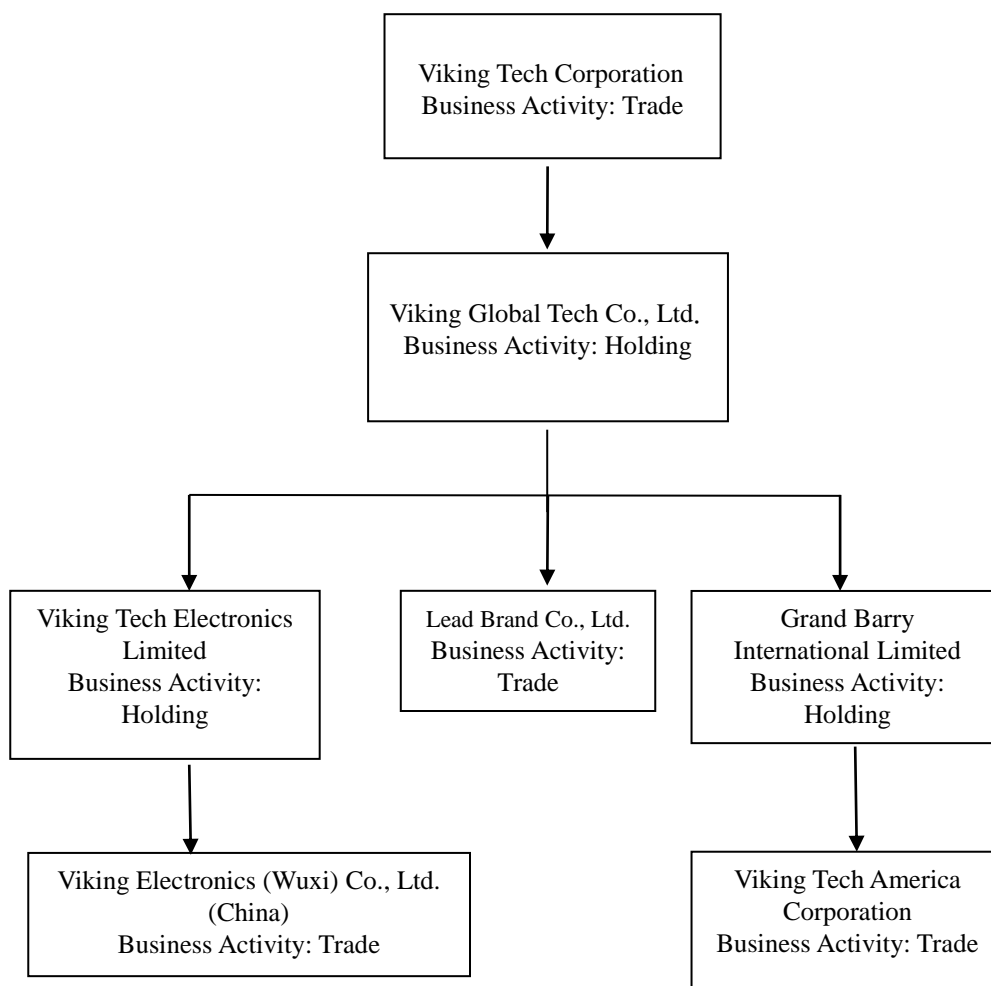 Viking Tech Corporation
Business Activity: Trade
Viking Global Tech Co., Ltd.
Business Activity: Holding
Viking Tech Electronics
Limited
Business Activity:
Holding
Lead Brand Co., Ltd.
Business Activity:
Trade
Grand Barry
International Limited
Business Activity:
Holding
Viking Electronics (Wuxi) Co., Ltd.
(China)
Business Activity: Trade
Viking Tech America
Corporation
Business Activity: Trade